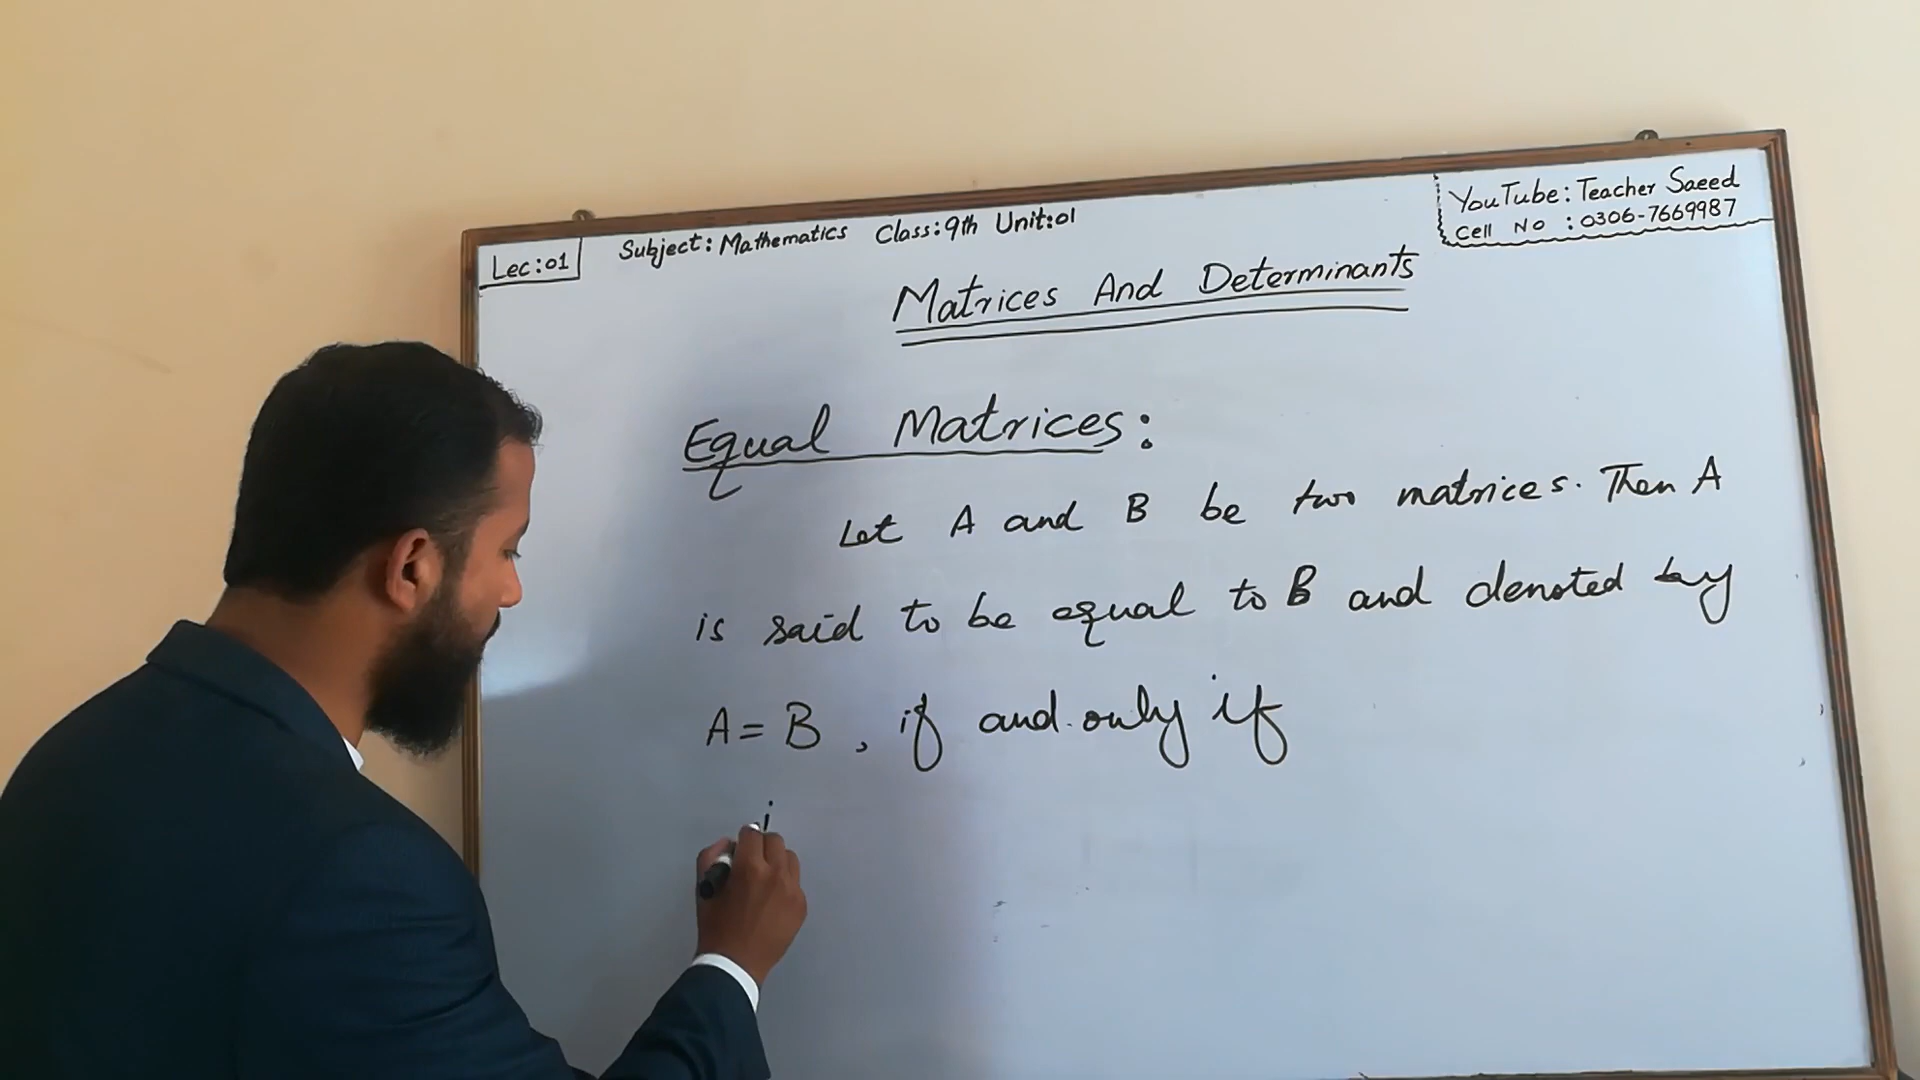 Lec:01
Subject: Mathematics Class:9th Unit:01
YouTube: Teacher Saeed
Cell No : 0306-7669987
Matrices And Determinants
Equal Matrices:
Let A and B be two matrices. Then A
is said to be equal to B and denoted by
A = B , if and only if
i